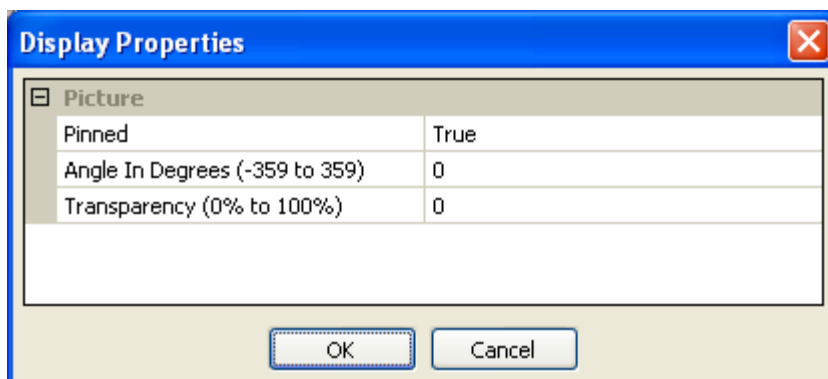 Display Properties
Picture
Pinned True
Angle In Degrees (-359 to 359) 0
Transparency (0% to 100%) 0
OK Cancel